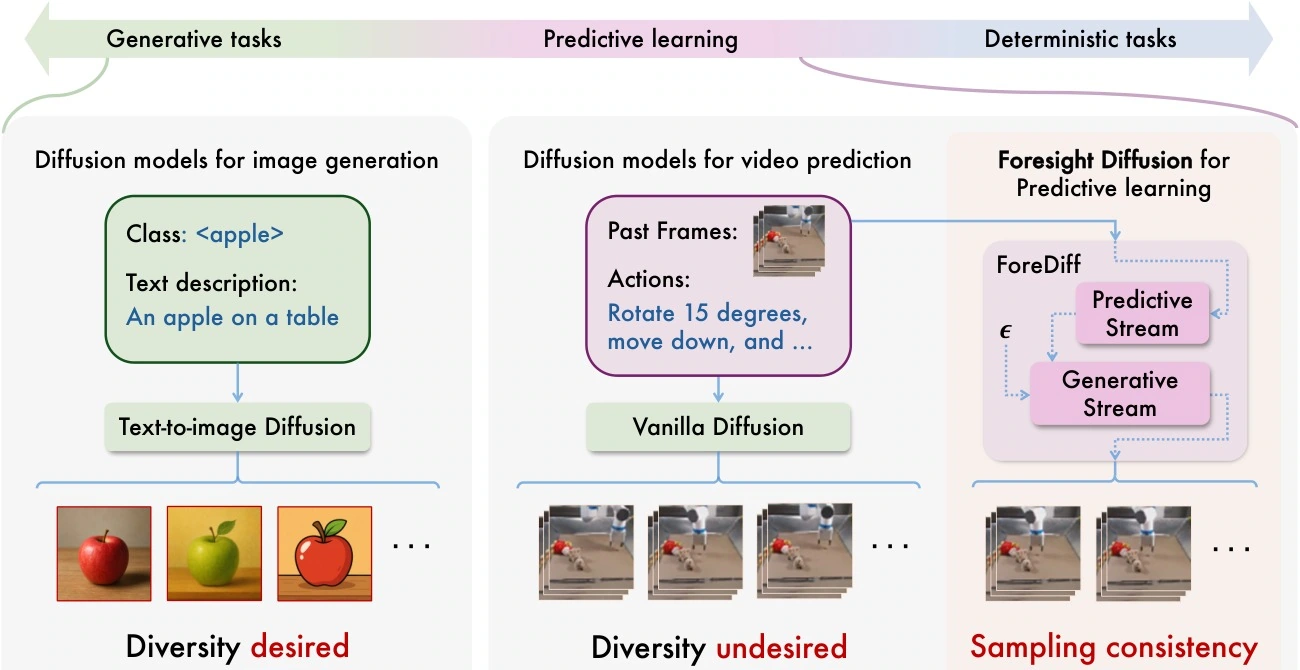 Generative tasks
Predictive learning
Deterministic tasks
Diffusion models for image generation
Class: <apple>
Text description:
An apple on a table
Text-to-image Diffusion
...
Diversity desired
Diffusion models for video prediction
Past Frames:
Actions:
Rotate 15 degrees,
move down, and ...
Vanilla Diffusion
...
Diversity undesired
Foresight Diffusion for
Predictive learning
ForeDiff
Predictive
Stream
ϵ
Generative
Stream
...
Sampling consistency